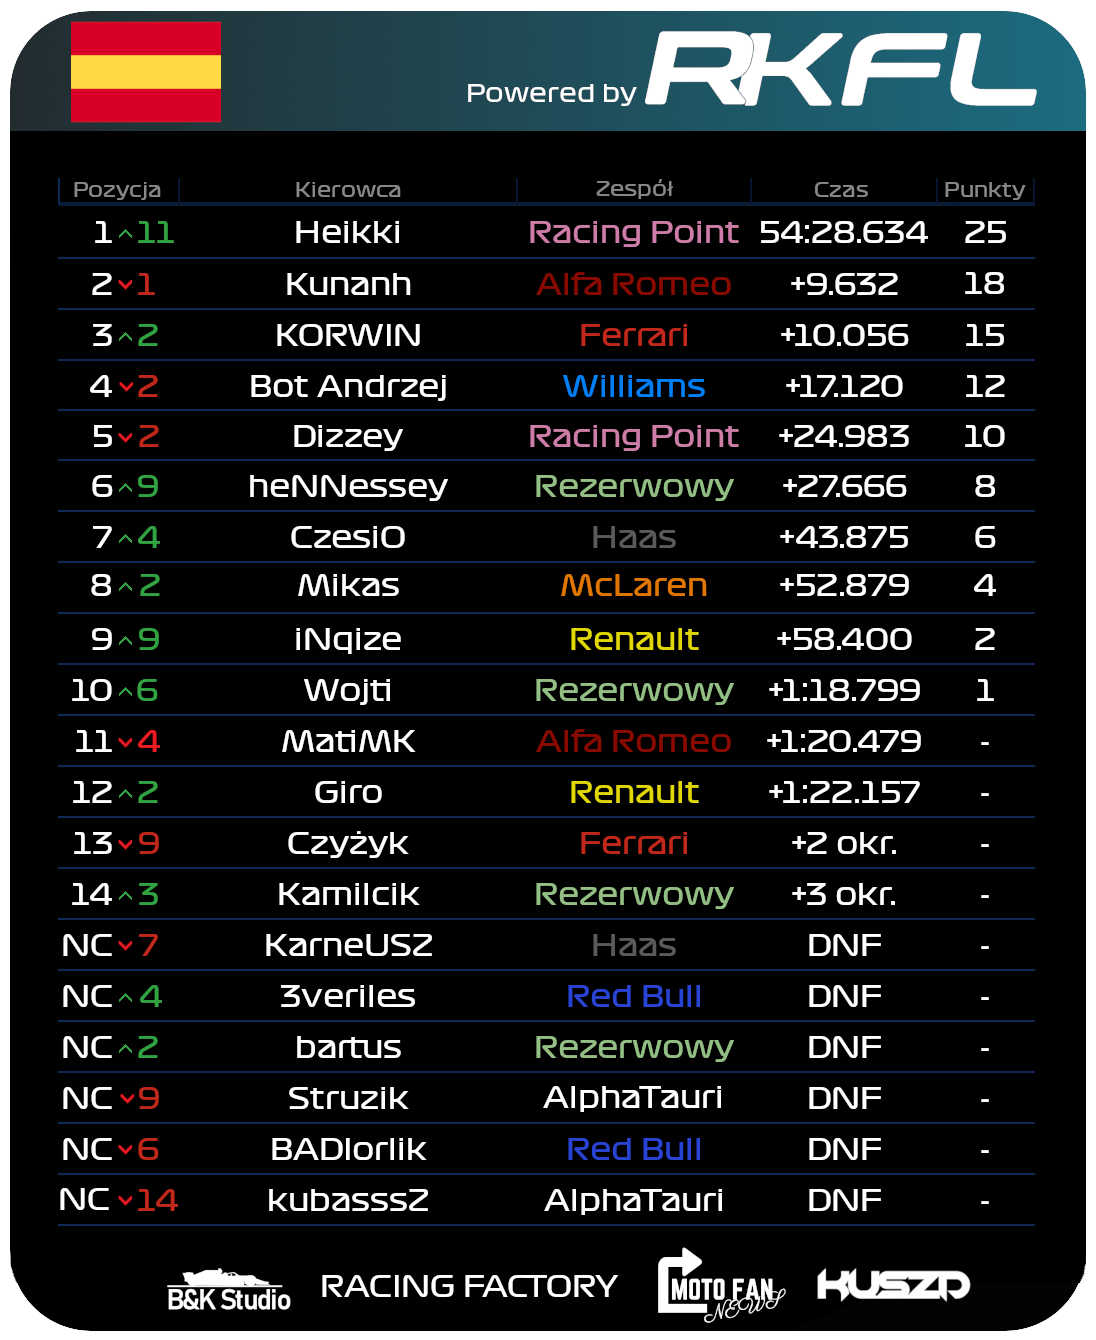 Powered by RKFL
Pozycja Kierowca Zespół Czas Punkty
1 11 Heikki Racing Point 54:28.634 25
2 1 Kunanh Alfa Romeo +9.632 18
3 2 KORWIN Ferrari +10.056 15
4 2 Bot Andrzej Williams +17.120 12
5 2 Dizzey Racing Point +24.983 10
6 9 heNNessey Rezerwowy +27.666 8
7 4 CzesiO Haas +43.875 6
8 2 Mikas McLaren +52.879 4
9 9 iNqize Renault +58.400 2
10 6 Wojti Rezerwowy +1:18.799 1
11 4 MatiMK Alfa Romeo +1:20.479 -
12 2 Giro Renault +1:22.157 -
13 9 Czyżyk Ferrari +2 okr. -
14 3 Kamilcik Rezerwowy +3 okr. -
NC 7 KarneUSZ Haas DNF -
NC 4 3veriles Red Bull DNF -
NC 2 bartus Rezerwowy DNF -
NC 9 Struzik AlphaTauri DNF -
NC 6 BADIorlik Red Bull DNF -
NC 14 kubasssZ AlphaTauri DNF -
B&K Studio RACING FACTORY MOTO FAN NEWS KUSZD